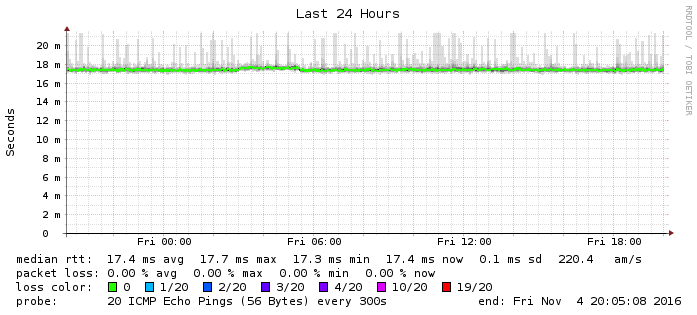 Last 24 Hours
RRDTOOL / TOBI OETIKER
Seconds
20 m
18 m
16 m
14 m
12 m
10 m
8 m
6 m
4 m
2 m
0
Fri 00:00 Fri 06:00 Fri 12:00 Fri 18:00
median rtt: 17.4 ms avg 17.7 ms max 17.3 ms min 17.4 ms now 0.1 ms sd 220.4 am/s
packet loss: 0.00 % avg 0.00 % max 0.00 % min 0.00 % now
loss color: 0 1/20 2/20 3/20 4/20 10/20 19/20
probe: 20 ICMP Echo Pings (56 Bytes) every 300s end: Fri Nov 4 20:05:08 2016